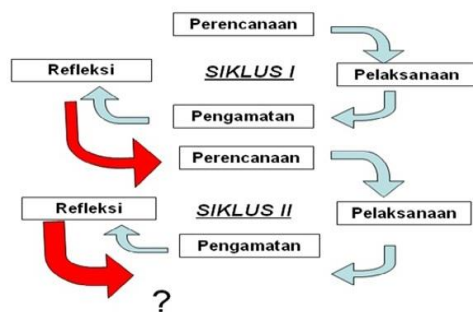 Perencanaan
Refleksi
SIKLUS I
Pelaksanaan
Pengamatan
Perencanaan
Refleksi
SIKLUS II
Pelaksanaan
Pengamatan
?